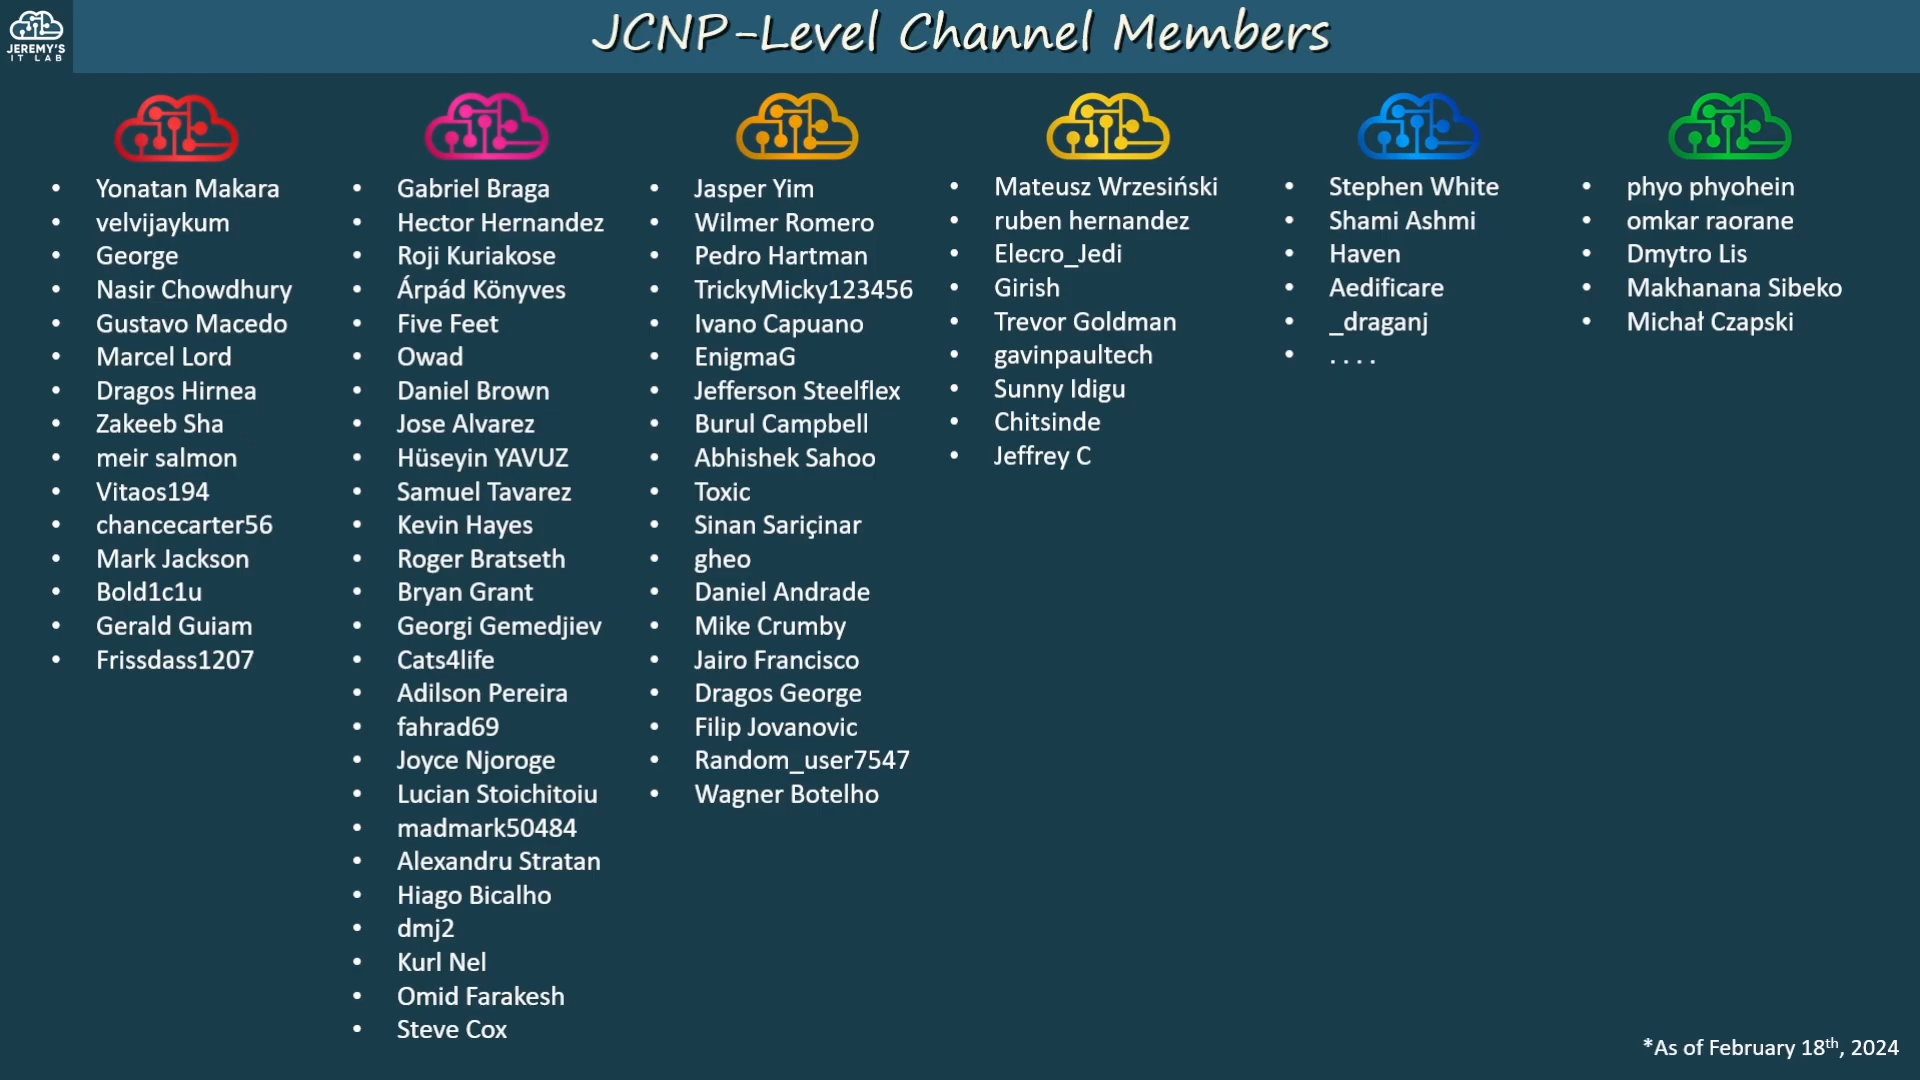 JEREMY'S
IT LAB
JCNP-Level Channel Members
Yonatan Makara
velvijaykum
George
Nasir Chowdhury
Gustavo Macedo
Marcel Lord
Dragos Hirnea
Zakeeb Sha
meir salmon
Vitaos194
chancecarter56
Mark Jackson
Bold1c1u
Gerald Guiam
Frissdass1207
Gabriel Braga
Hector Hernandez
Roji Kuriakose
Árpád Könyves
Five Feet
Owad
Daniel Brown
Jose Alvarez
Hüseyin YAVUZ
Samuel Tavarez
Kevin Hayes
Roger Bratseth
Bryan Grant
Georgi Gemedjiev
Cats4life
Adilson Pereira
fahrad69
Joyce Njoroge
Lucian Stoichitoiu
madmark50484
Alexandru Stratan
Hiago Bicalho
dmj2
Kurl Nel
Omid Farakesh
Steve Cox
Jasper Yim
Wilmer Romero
Pedro Hartman
TrickyMicky123456
Ivano Capuano
EnigmaG
Jefferson Steelflex
Burul Campbell
Abhishek Sahoo
Toxic
Sinan Sariçinar
gheo
Daniel Andrade
Mike Crumby
Jairo Francisco
Dragos George
Filip Jovanovic
Random_user7547
Wagner Botelho
Mateusz Wrzesiński
ruben hernandez
Elecro_Jedi
Girish
Trevor Goldman
gavinpaultech
Sunny Idigu
Chitsinde
Jeffrey C
Stephen White
Shami Ashmi
Haven
Aedificare
_draganj
. . . .
phyo phyohein
omkar raorane
Dmytro Lis
Makhanana Sibeko
Michał Czapski
*As of February 18th, 2024